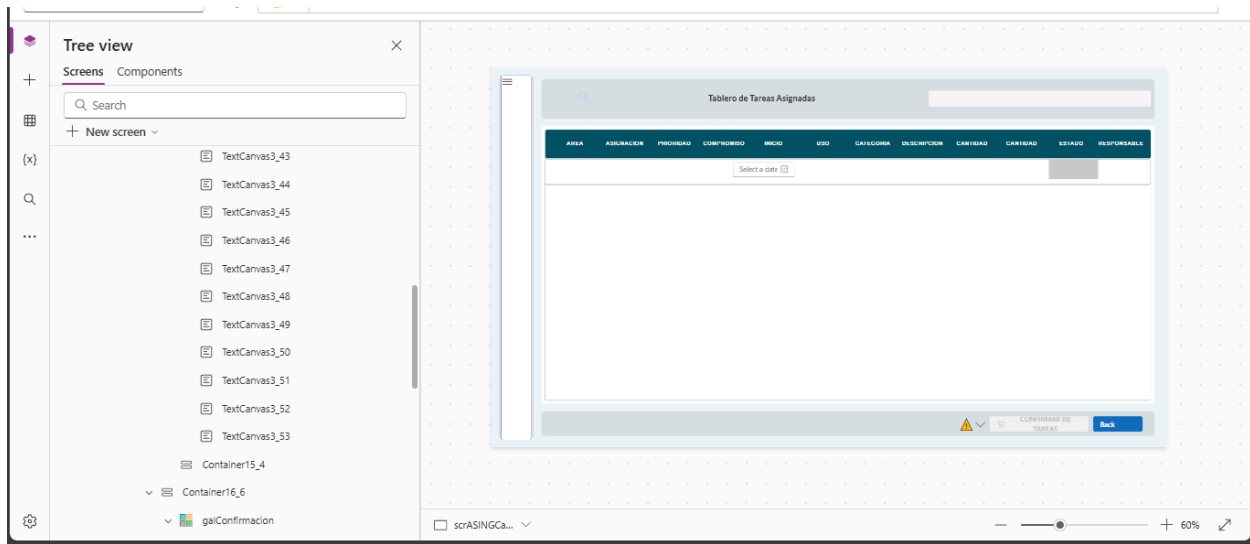 Tree view
Screens Components
Search
New screen
TextCanvas3_43
TextCanvas3_44
TextCanvas3_45
TextCanvas3_46
TextCanvas3_47
TextCanvas3_48
TextCanvas3_49
TextCanvas3_50
TextCanvas3_51
TextCanvas3_52
TextCanvas3_53
Container15_4
Container16_6
galConfirmacion
Tablero de Tareas Asignadas
AREA ASIGNACION PRIORIDAD COMPROMISO INICIO USO CATEGORIA DESCRIPCION CANTIDAD CANTIDAD ESTADO RESPONSABLE
Select a date
CONFIRMAR (0)
TAREAS
Back
scrASINGCa...
60%